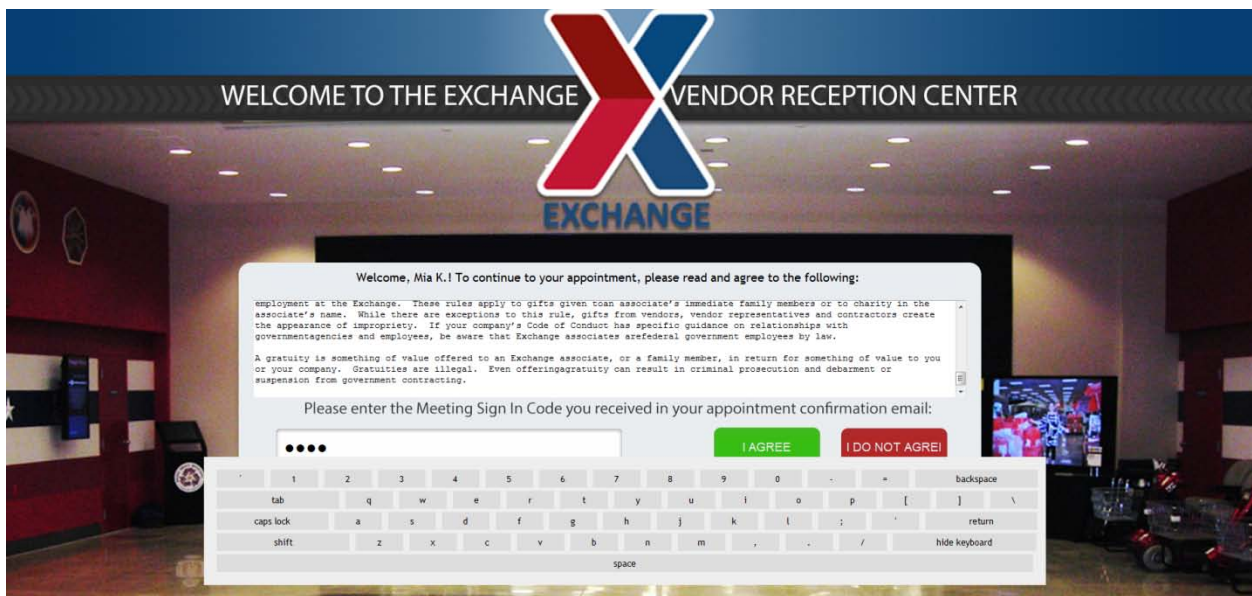 WELCOME TO THE EXCHANGE VENDOR RECEPTION CENTER
EXCHANGE
Welcome, Mia K.! To continue to your appointment, please read and agree to the following:
employment at the Exchange.  These rules apply to gifts given toan associate's immediate family members or to charity in the
associate's name.  While there are exceptions to this rule, gifts from vendors, vendor representatives and contractors create
the appearance of impropriety.  If your company's Code of Conduct has specific guidance on relationships with
governmentagencies and employees, be aware that Exchange associates arefederal government employees by law.
A gratuity is something of value offered to an Exchange associate, or a family member, in return for something of value to you
or your company.  Gratuities are illegal.  Even offeringagratuity can result in criminal prosecution and debarment or
suspension from government contracting.
Please enter the Meeting Sign In Code you received in your appointment confirmation email:
●●●● I AGREE I DO NOT AGREI
` 1 2 3 4 5 6 7 8 9 0 - = backspace
tab q w e r t y u i o p [ ] \
caps lock a s d f g h j k l ; ' return
shift z x c v b n m , . / hide keyboard
space